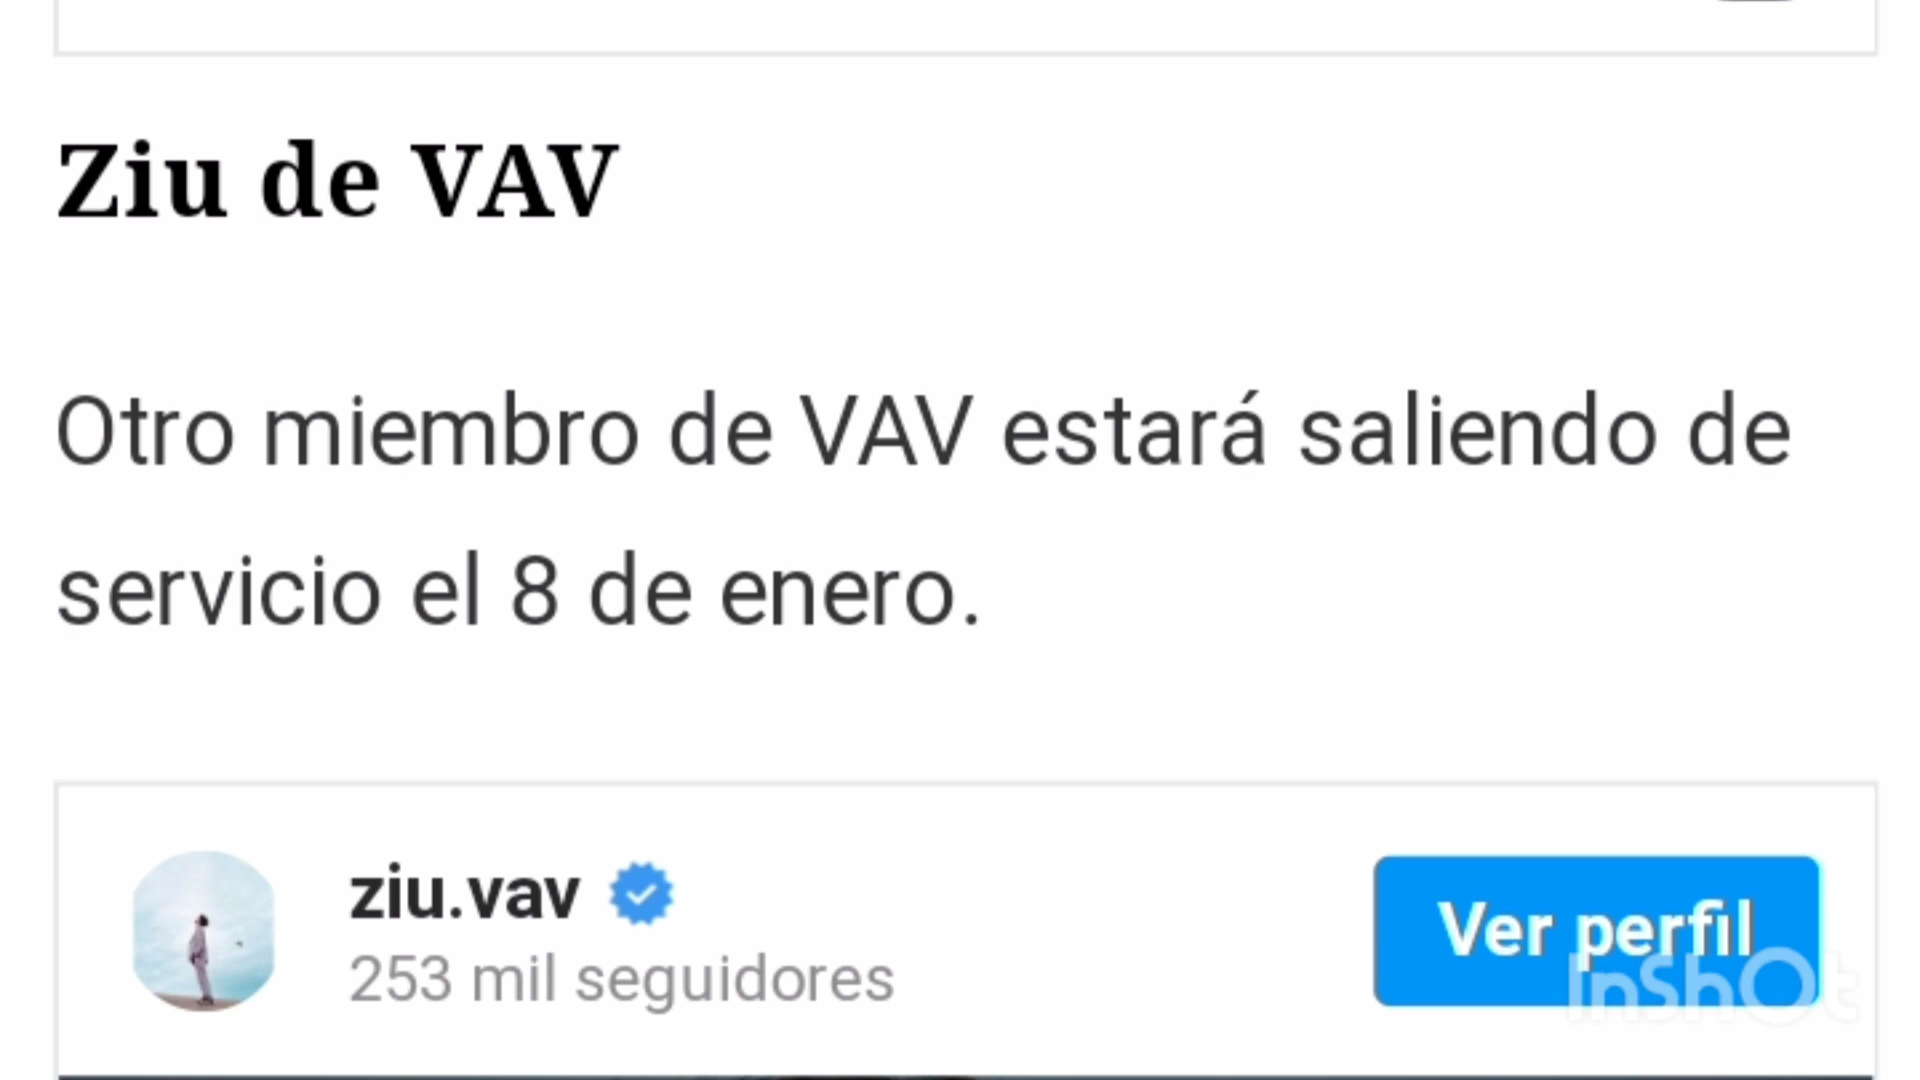 Ziu de VAV
Otro miembro de VAV estará saliendo de
servicio el 8 de enero.
ziu.vav
253 mil seguidores
Ver perfil
InShOt